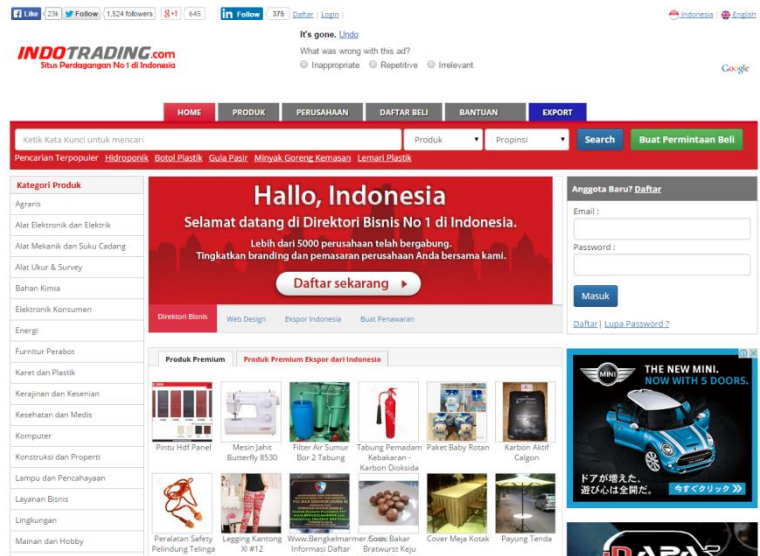 Like 23k Follow 1,524 followers g+1 645 in Follow 375 Daftar | Login |
Indonesia | English
INDOTRADING.com
Situs Perdagangan No 1 di Indonesia
It's gone. Undo
What was wrong with this ad?
Inappropriate Repetitive Irrelevant
Google
HOME PRODUK PERUSAHAAN DAFTAR BELI BANTUAN EXPORT
Ketik Kata Kunci untuk mencari Produk Propinsi Search Buat Permintaan Beli
Pencarian Terpopuler Hidroponik Botol Plastik Gula Pasir Minyak Goreng Kemasan Lemari Plastik
Kategori Produk
Agraris
Alat Elektronik dan Elektrik
Alat Mekanik dan Suku Cadang
Alat Ukur & Survey
Bahan Kimia
Elektronik Konsumen
Energi
Furnitur Perabot
Karet dan Plastik
Kerajinan dan Kesenian
Kesehatan dan Medis
Komputer
Konstruksi dan Properti
Lampu dan Pencahayaan
Layanan Bisnis
Lingkungan
Mainan dan Hobby
Hallo, Indonesia
Selamat datang di Direktori Bisnis No 1 di Indonesia.
Lebih dari 5000 perusahaan telah bergabung.
Tingkatkan branding dan pemasaran perusahaan Anda bersama kami.
Daftar sekarang
Direktori Bisnis Web Design Ekspor Indonesia Buat Penawaran
Produk Premium Produk Premium Ekspor dari Indonesia
Pintu Hdf Panel
Mesin Jahit
Butterfly 8530
Filter Air Sumur
Bor 2 Tabung
Tabung Pemadam
Kebakaran -
Karbon Dioksida
Paket Baby Rotan
Karbon Aktif
Calgon
Peralatan Safety
Pelindung Telinga
Legging Kantong
Xl #12
Www.Bengkelmarmer.Com
Informasi Daftar
Bakar
Bratwurst Keju
Cover Meja Kotak
Payung Tenda
Anggota Baru? Daftar
Email :
Password :
Masuk
Daftar | Lupa Password ?
MINI
THE NEW MINI.
NOW WITH 5 DOORS.
ドアが増えた、
遊び心は全開だ。
今すぐクリック